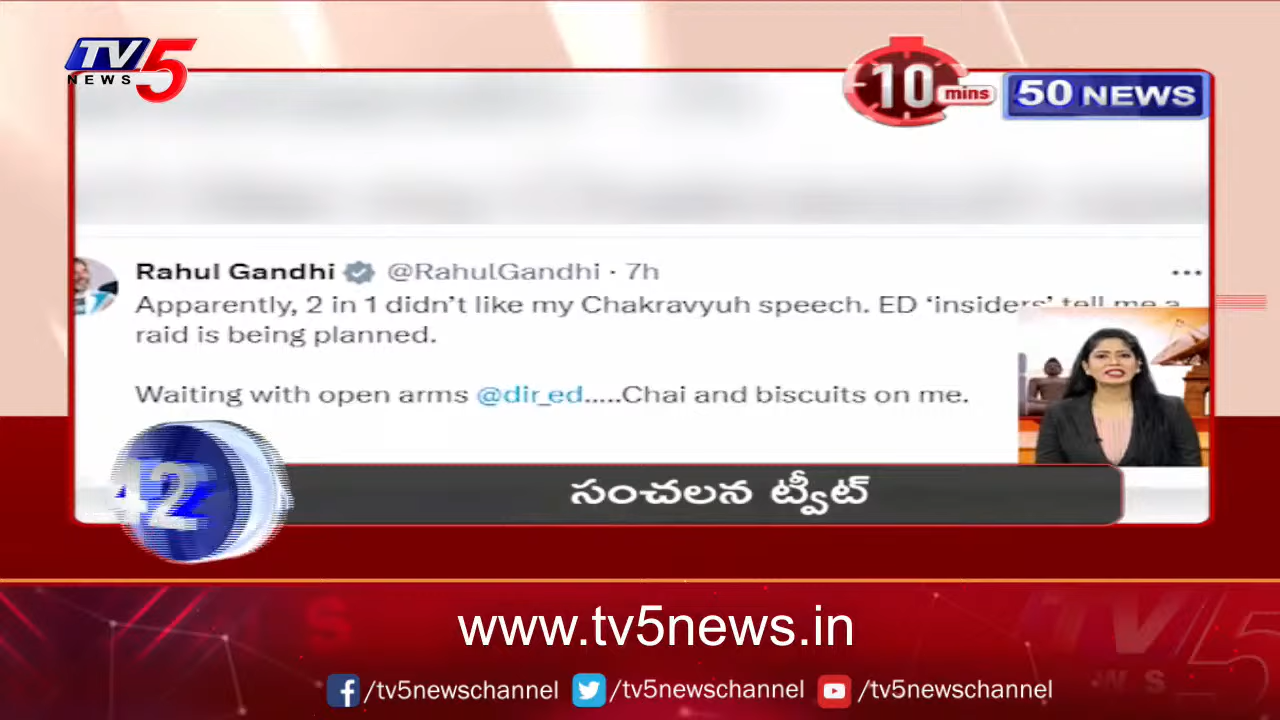 TV5
NEWS
10 mins
50 NEWS
Rahul Gandhi @RahulGandhi · 7h
Apparently, 2 in 1 didn’t like my Chakravyuh speech. ED ‘insiders’ tell me a
raid is being planned.
Waiting with open arms @dir_ed.....Chai and biscuits on me.
42
సంచలన ట్వీట్
www.tv5news.in
/tv5newschannel /tv5newschannel /tv5newschannel